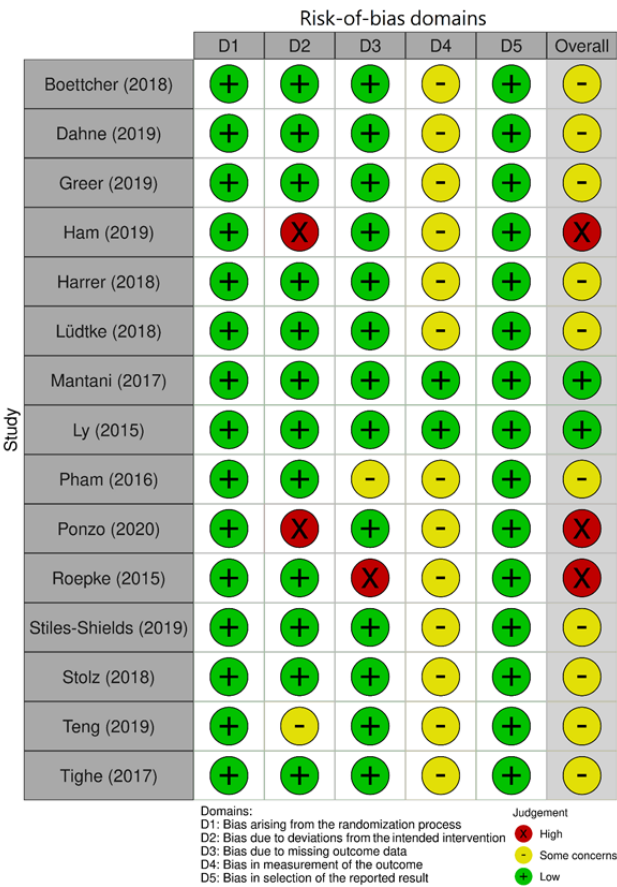 Risk-of-bias domains
D1 D2 D3 D4 D5 Overall
Study
Boettcher (2018) + + + - + -
Dahne (2019) + + + - + -
Greer (2019) + + + - + -
Ham (2019) + X + - + X
Harrer (2018) + + + - + -
Lüdtke (2018) + + + - + -
Mantani (2017) + + + + + +
Ly (2015) + + + + + +
Pham (2016) + + - - + -
Ponzo (2020) + X + - + X
Roepke (2015) + + X - + X
Stiles-Shields (2019) + + + - + -
Stolz (2018) + + + - + -
Teng (2019) + - + - + -
Tighe (2017) + + + - + -
Domains:
D1: Bias arising from the randomization process
D2: Bias due to deviations from the intended intervention
D3: Bias due to missing outcome data
D4: Bias in measurement of the outcome
D5: Bias in selection of the reported result
Judgement
X High
- Some concerns
+ Low